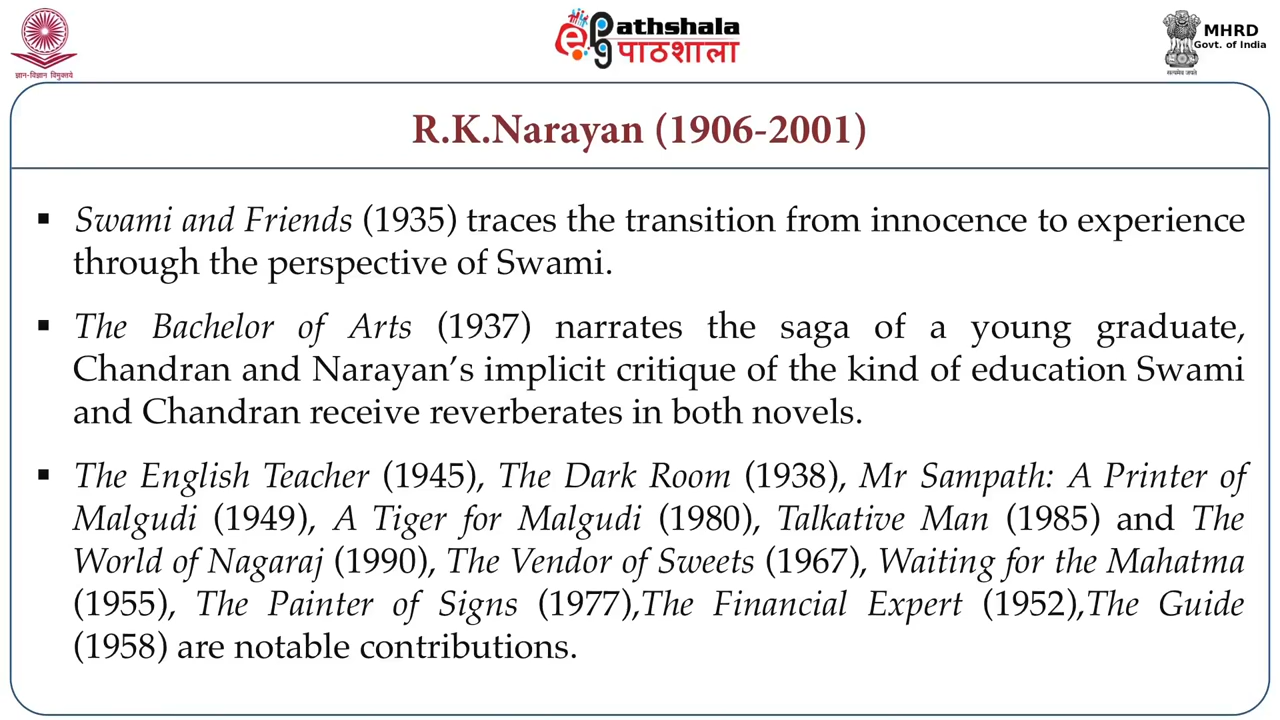 ज्ञान-विज्ञान विमुक्तये
ePathshala
पाठशाला
MHRD
Govt. of India
सत्यमेव जयते
R.K.Narayan (1906-2001)
▪ Swami and Friends (1935) traces the transition from innocence to experience
through the perspective of Swami.
▪ The Bachelor of Arts (1937) narrates the saga of a young graduate,
Chandran and Narayan’s implicit critique of the kind of education Swami
and Chandran receive reverberates in both novels.
▪ The English Teacher (1945), The Dark Room (1938), Mr Sampath: A Printer of
Malgudi (1949), A Tiger for Malgudi (1980), Talkative Man (1985) and The
World of Nagaraj (1990), The Vendor of Sweets (1967), Waiting for the Mahatma
(1955), The Painter of Signs (1977),The Financial Expert (1952),The Guide
(1958) are notable contributions.